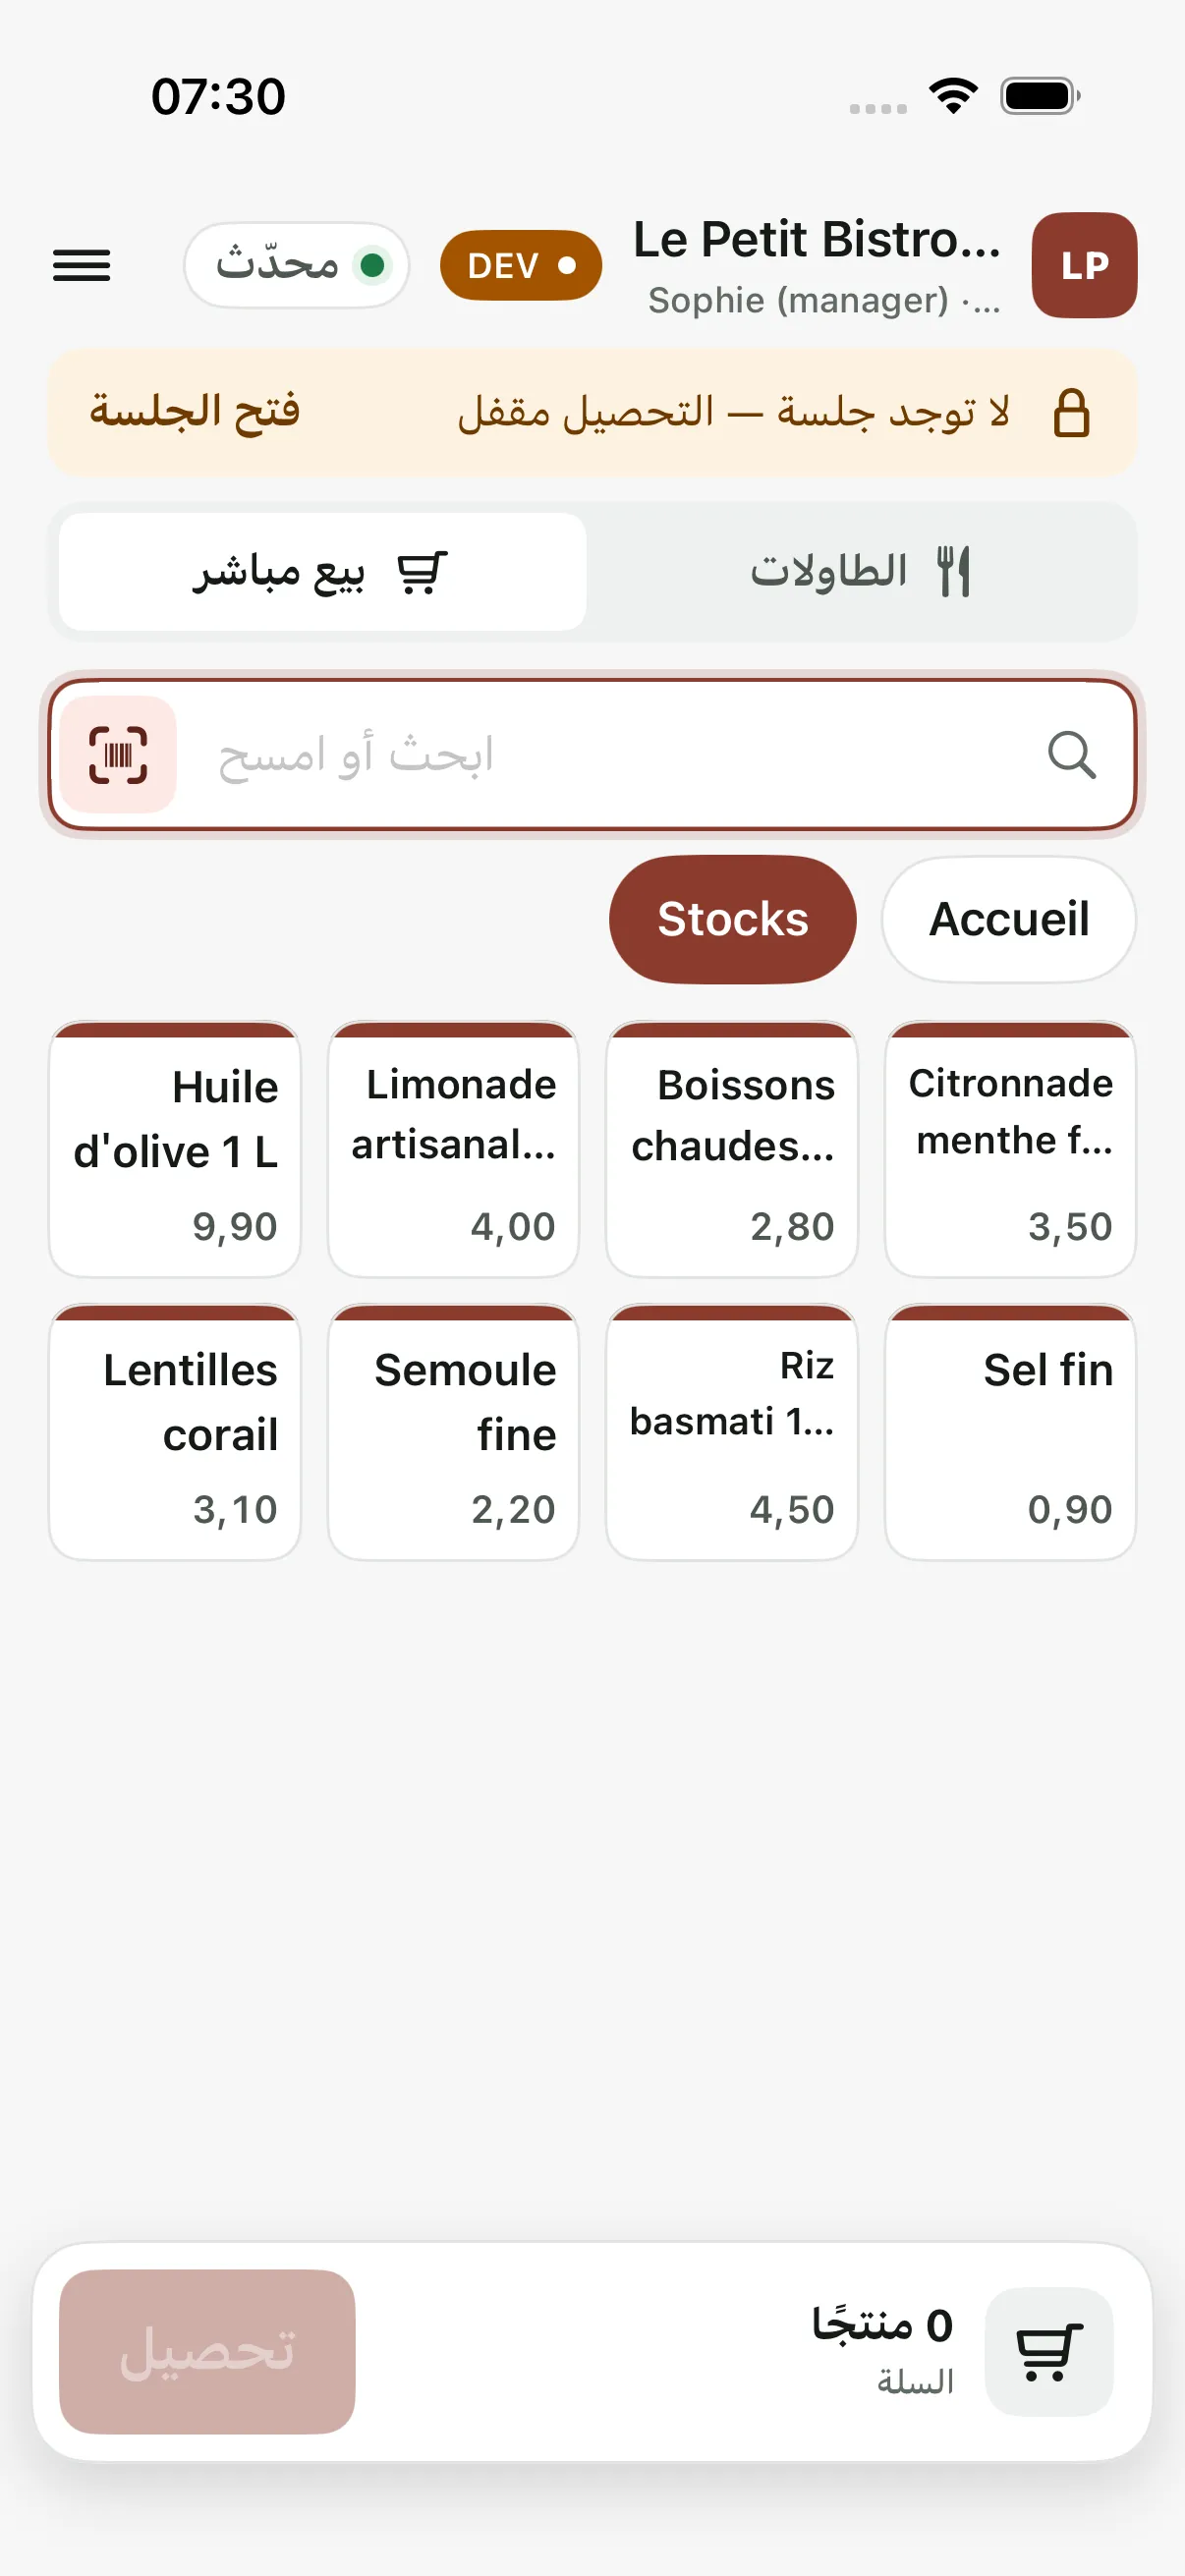 07:30
LP
Le Petit Bistro...
Sophie (manager) ·...
DEV
محدّث
لا توجد جلسة — التحصيل مقفل
فتح الجلسة
الطاولات
بيع مباشر
ابحث أو امسح
Accueil
Stocks
Citronnade
menthe f...
3,50
Boissons
chaudes...
2,80
Limonade
artisanal...
4,00
Huile
d'olive 1 L
9,90
Sel fin
0,90
Riz
basmati 1...
4,50
Semoule
fine
2,20
Lentilles
corail
3,10
0 منتجًا
السلة
تحصيل